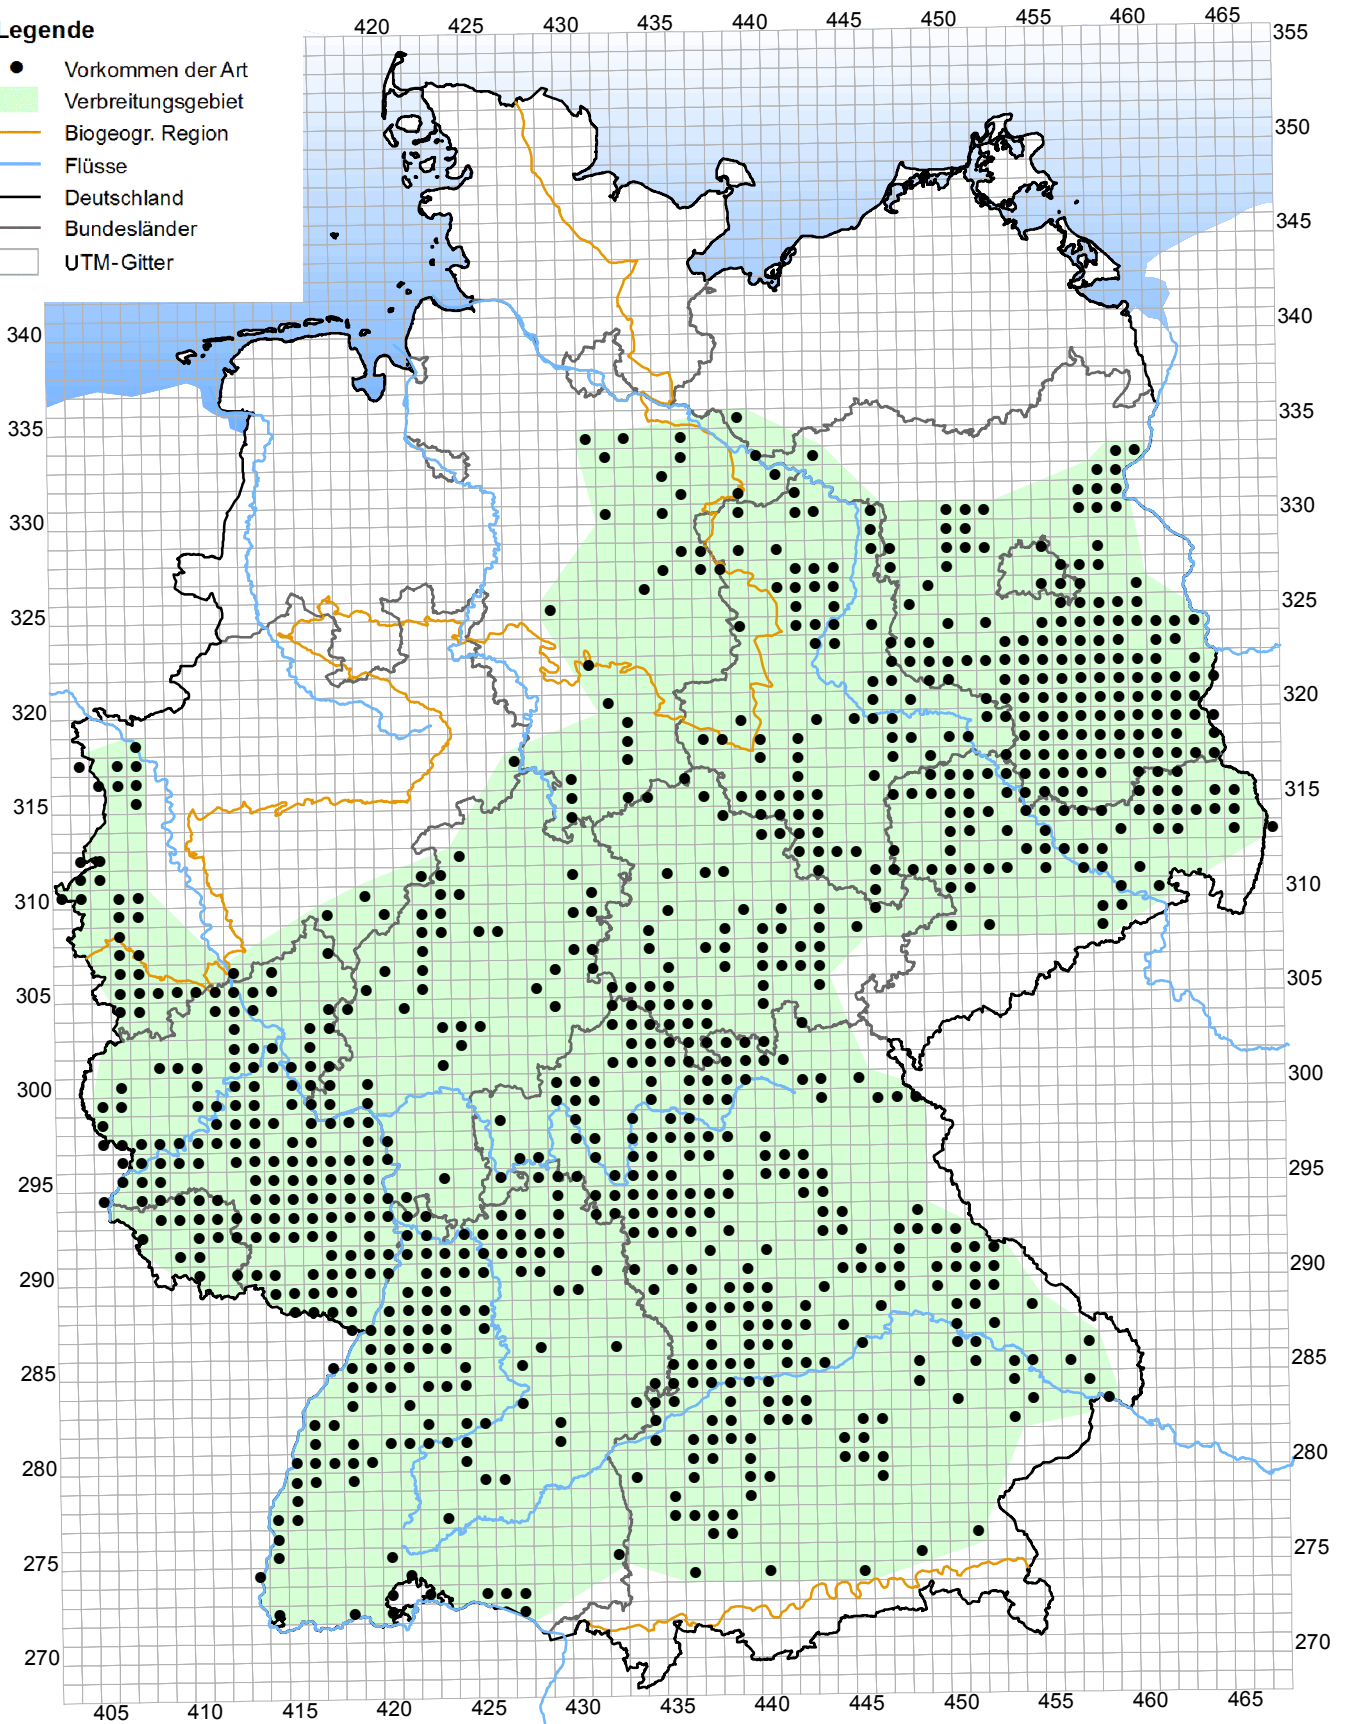 Legende
Vorkommen der Art
Verbreitungsgebiet
Biogeogr. Region
Flüsse
Deutschland
Bundesländer
UTM-Gitter
420 425 430 435 440 445 450 455 460 465
355
350
345
340 340
335 335
330 330
325 325
320 320
315 315
310 310
305 305
300 300
295 295
290 290
285 285
280 280
275 275
270 270
405 410 415 420 425 430 435 440 445 450 455 460 465